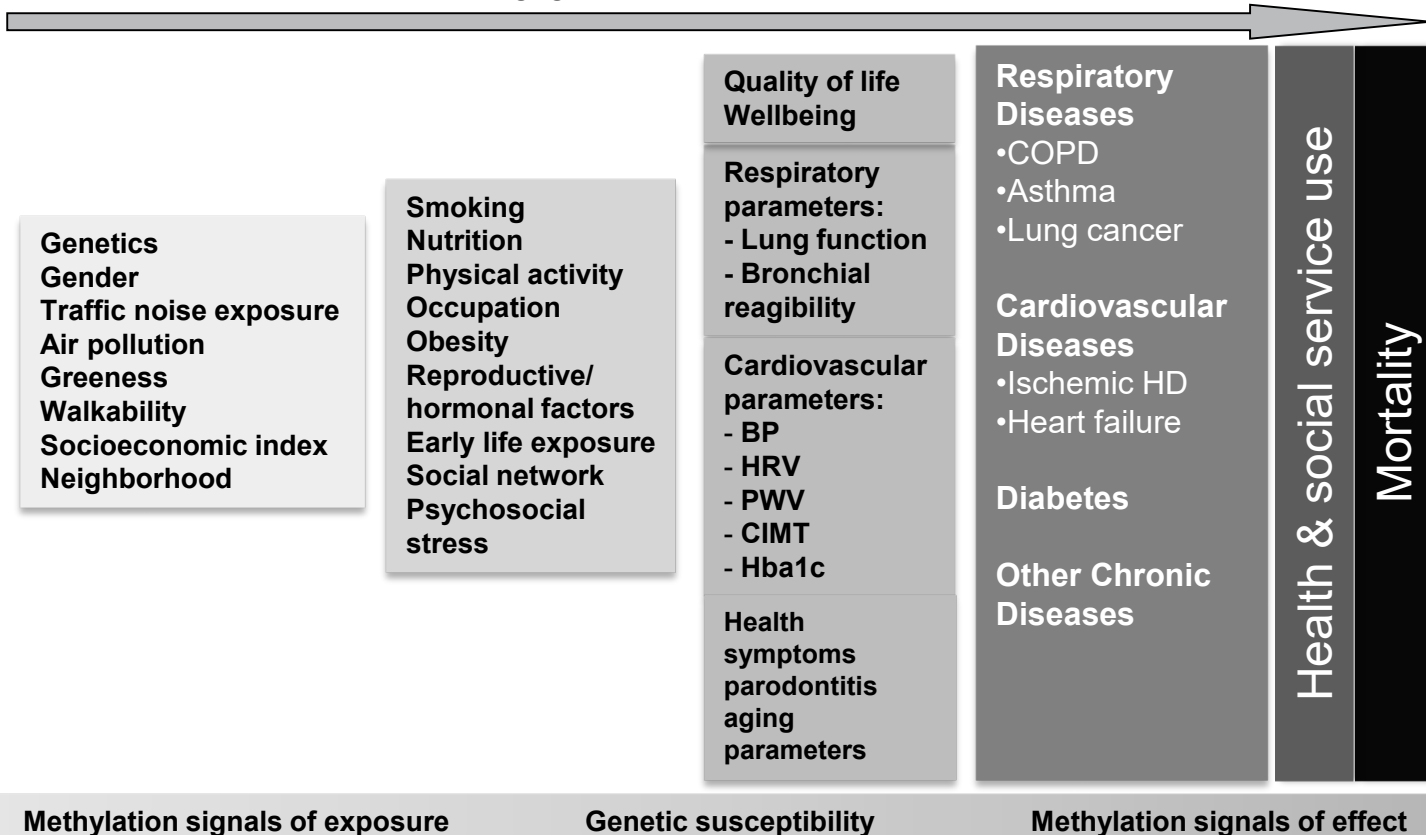 Genetics
Gender
Traffic noise exposure
Air pollution
Greeness
Walkability
Socioeconomic index
Neighborhood
Smoking
Nutrition
Physical activity
Occupation
Obesity
Reproductive/
hormonal factors
Early life exposure
Social network
Psychosocial
stress
Quality of life
Wellbeing
Respiratory
parameters:
- Lung function
- Bronchial
reagibility
Cardiovascular
parameters:
- BP
- HRV
- PWV
- CIMT
- Hba1c
Health
symptoms
parodontitis
aging
parameters
Respiratory
Diseases
•COPD
•Asthma
•Lung cancer
Cardiovascular
Diseases
•Ischemic HD
•Heart failure
Diabetes
Other Chronic
Diseases
Health & social service use
Mortality
Methylation signals of exposure
Genetic susceptibility
Methylation signals of effect